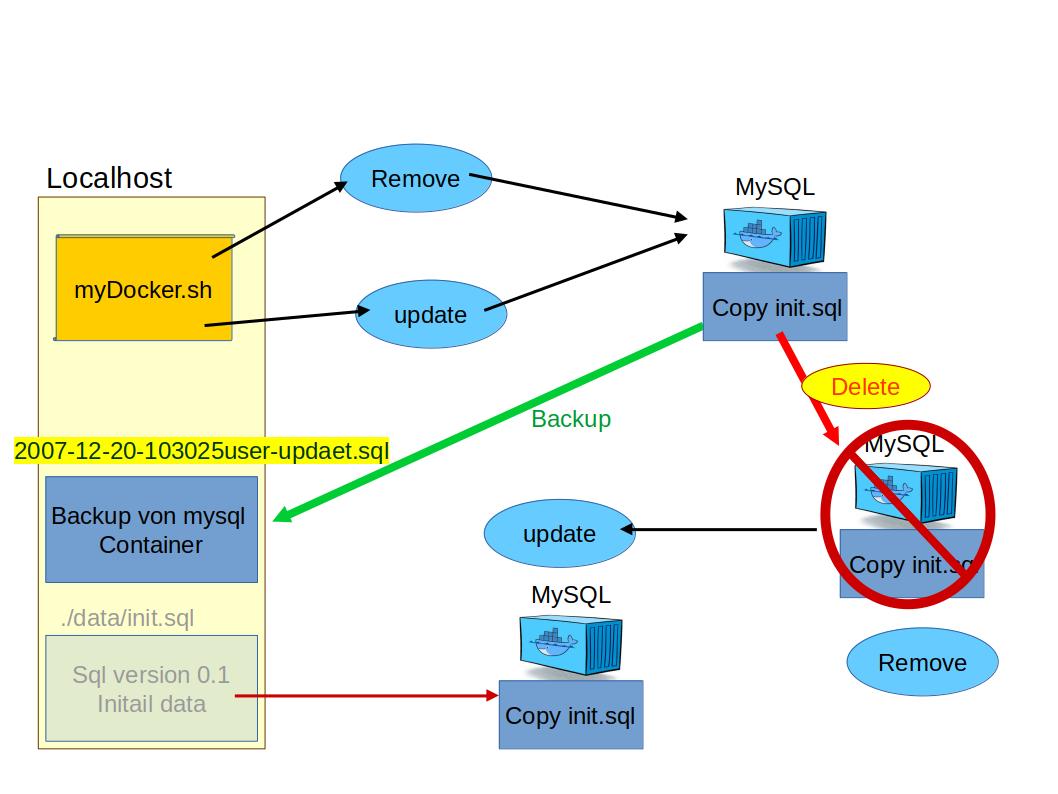 Localhost
Remove
MySQL
myDocker.sh
update
Copy init.sql
Delete
Backup
2007-12-20-103025user-updaet.sql
MySQL
Backup von mysql
Container
update
Copy init.sql
MySQL
./data/init.sql
Sql version 0.1
Initail data
Remove
Copy init.sql